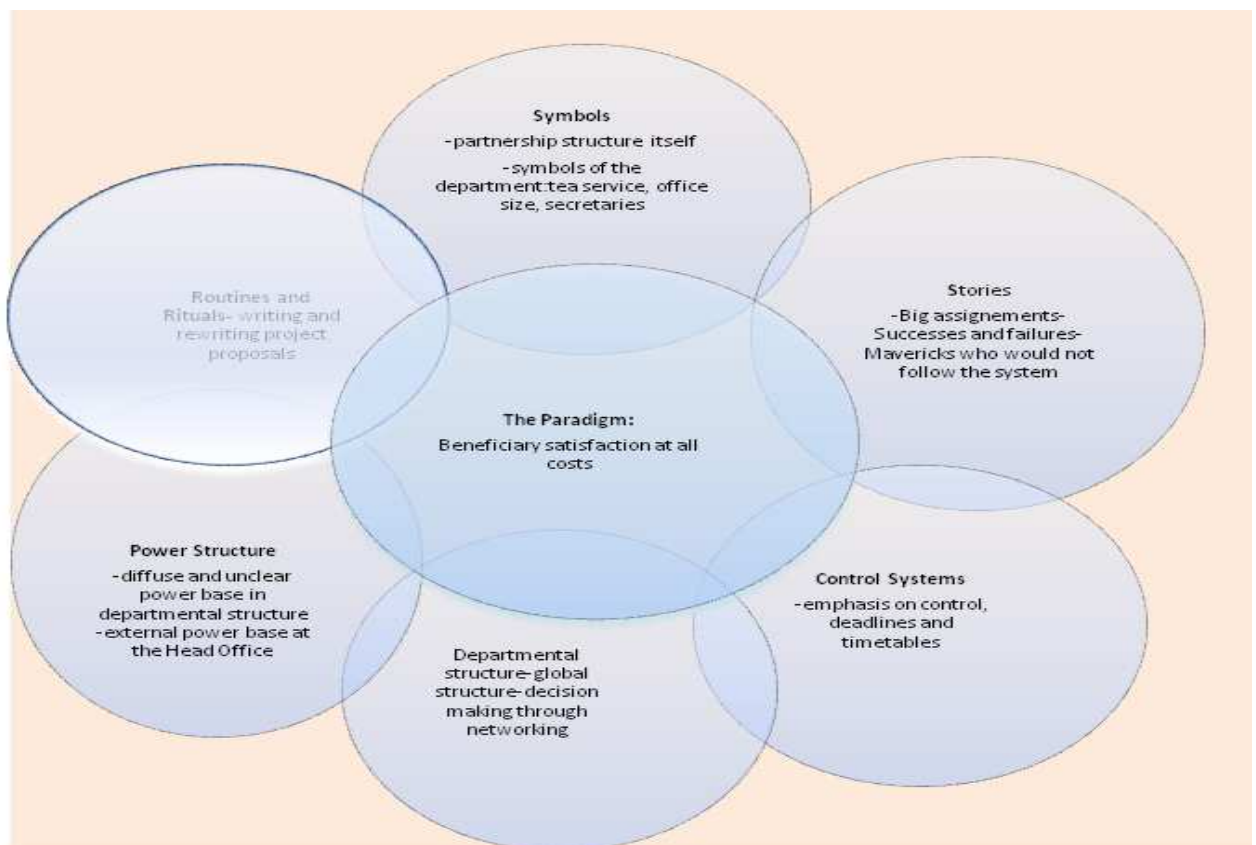 Symbols
-partnership structure itself
-symbols of the
department:tea service, office
size, secretaries
Routines and
Rituals- writing and
rewriting project
proposals
Stories
-Big assignements-
Successes and failures-
Mavericks who would not
follow the system
The Paradigm:
Beneficiary satisfaction at all
costs
Power Structure
-diffuse and unclear
power base in
departmental structure
-external power base at
the Head Office
Control Systems
-emphasis on control,
deadlines and
timetables
Departmental
structure-global
structure-decision
making through
networking